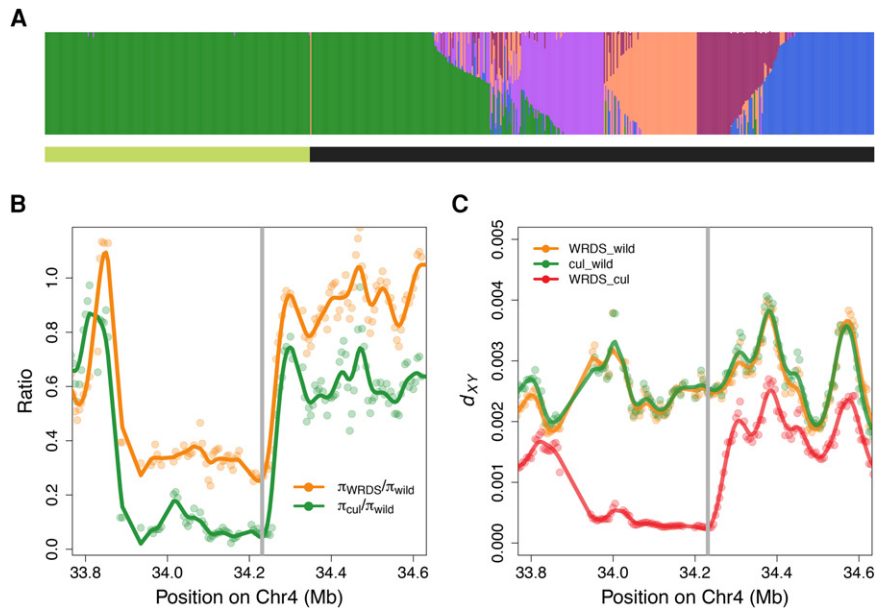 A
B
1.0
0.8
0.6
0.4
0.2
0.0
Ratio
πWRDS/πwild
πcul/πwild
33.8 34.0 34.2 34.4 34.6
Position on Chr4 (Mb)
C
0.005
0.004
0.003
0.002
0.001
0.000
dXY
WRDS_wild
cul_wild
WRDS_cul
33.8 34.0 34.2 34.4 34.6
Position on Chr4 (Mb)